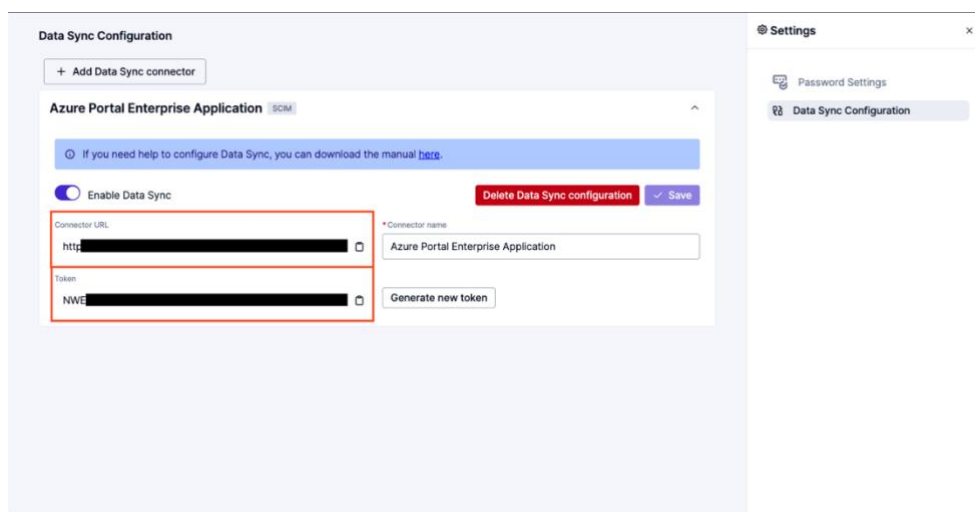 Data Sync Configuration
+ Add Data Sync connector
Azure Portal Enterprise Application SCIM
If you need help to configure Data Sync, you can download the manual here.
Enable Data Sync
Delete Data Sync configuration
Save
Connector URL
http
* Connector name
Azure Portal Enterprise Application
Token
NWE
Generate new token
Settings
Password Settings
Data Sync Configuration